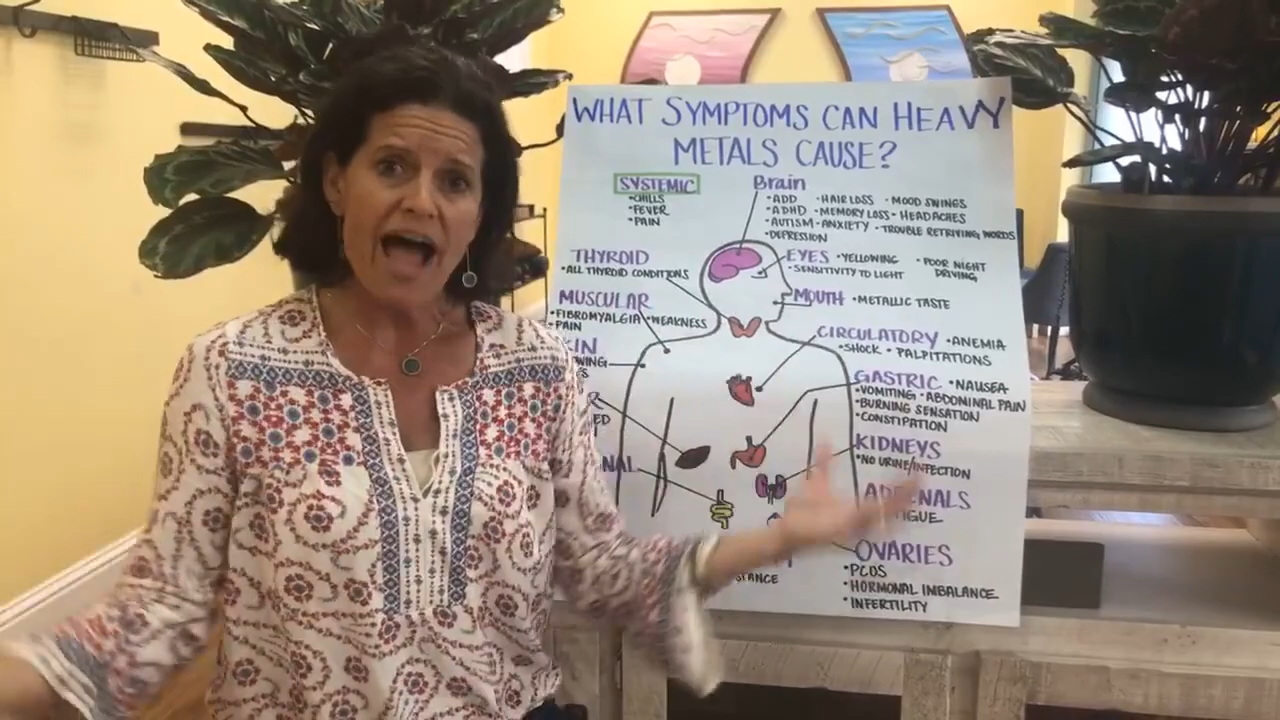 WHAT SYMPTOMS CAN HEAVY
METALS CAUSE?
SYSTEMIC
•CHILLS
•FEVER
•PAIN
Brain
•ADD •HAIR LOSS •MOOD SWINGS
•ADHD •MEMORY LOSS •HEADACHES
•AUTISM •ANXIETY •TROUBLE RETRIVING WORDS
•DEPRESSION
THYROID
•ALL THYROID CONDITIONS
EYES •YELLOWING •POOR NIGHT
•SENSITIVITY TO LIGHT DRIVING
MUSCULAR
•FIBROMYALGIA •WEAKNESS
•PAIN
MOUTH •METALLIC TASTE
CIRCULATORY •ANEMIA
•SHOCK •PALPITATIONS
GASTRIC •NAUSEA
•VOMITING •ABDOMINAL PAIN
•BURNING SENSATION
•CONSTIPATION
KIDNEYS
•NO URINE/INFECTION
OVARIES
•PCOS
•HORMONAL IMBALANCE
•INFERTILITY